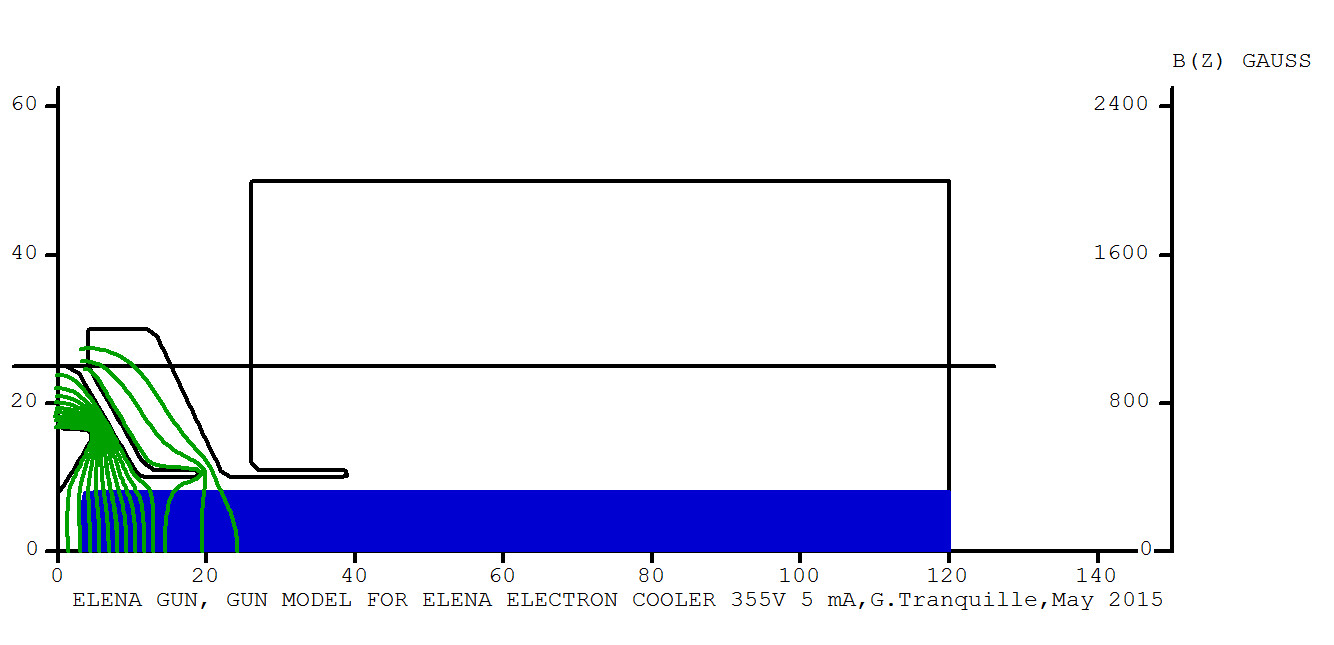 B(Z) GAUSS
60
2400
40
1600
20
800
0
0
0 20 40 60 80 100 120 140
ELENA GUN, GUN MODEL FOR ELENA ELECTRON COOLER 355V 5 mA,G.Tranquille,May 2015